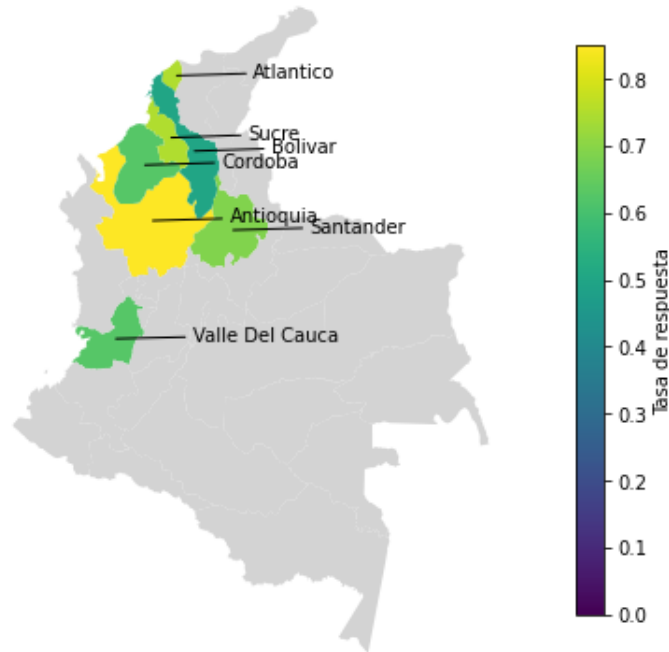 Atlantico
Sucre
Bolivar
Cordoba
Antioquia
Santander
Valle Del Cauca
0.8
0.7
0.6
0.5
0.4
0.3
0.2
0.1
0.0
Tasa de respuesta